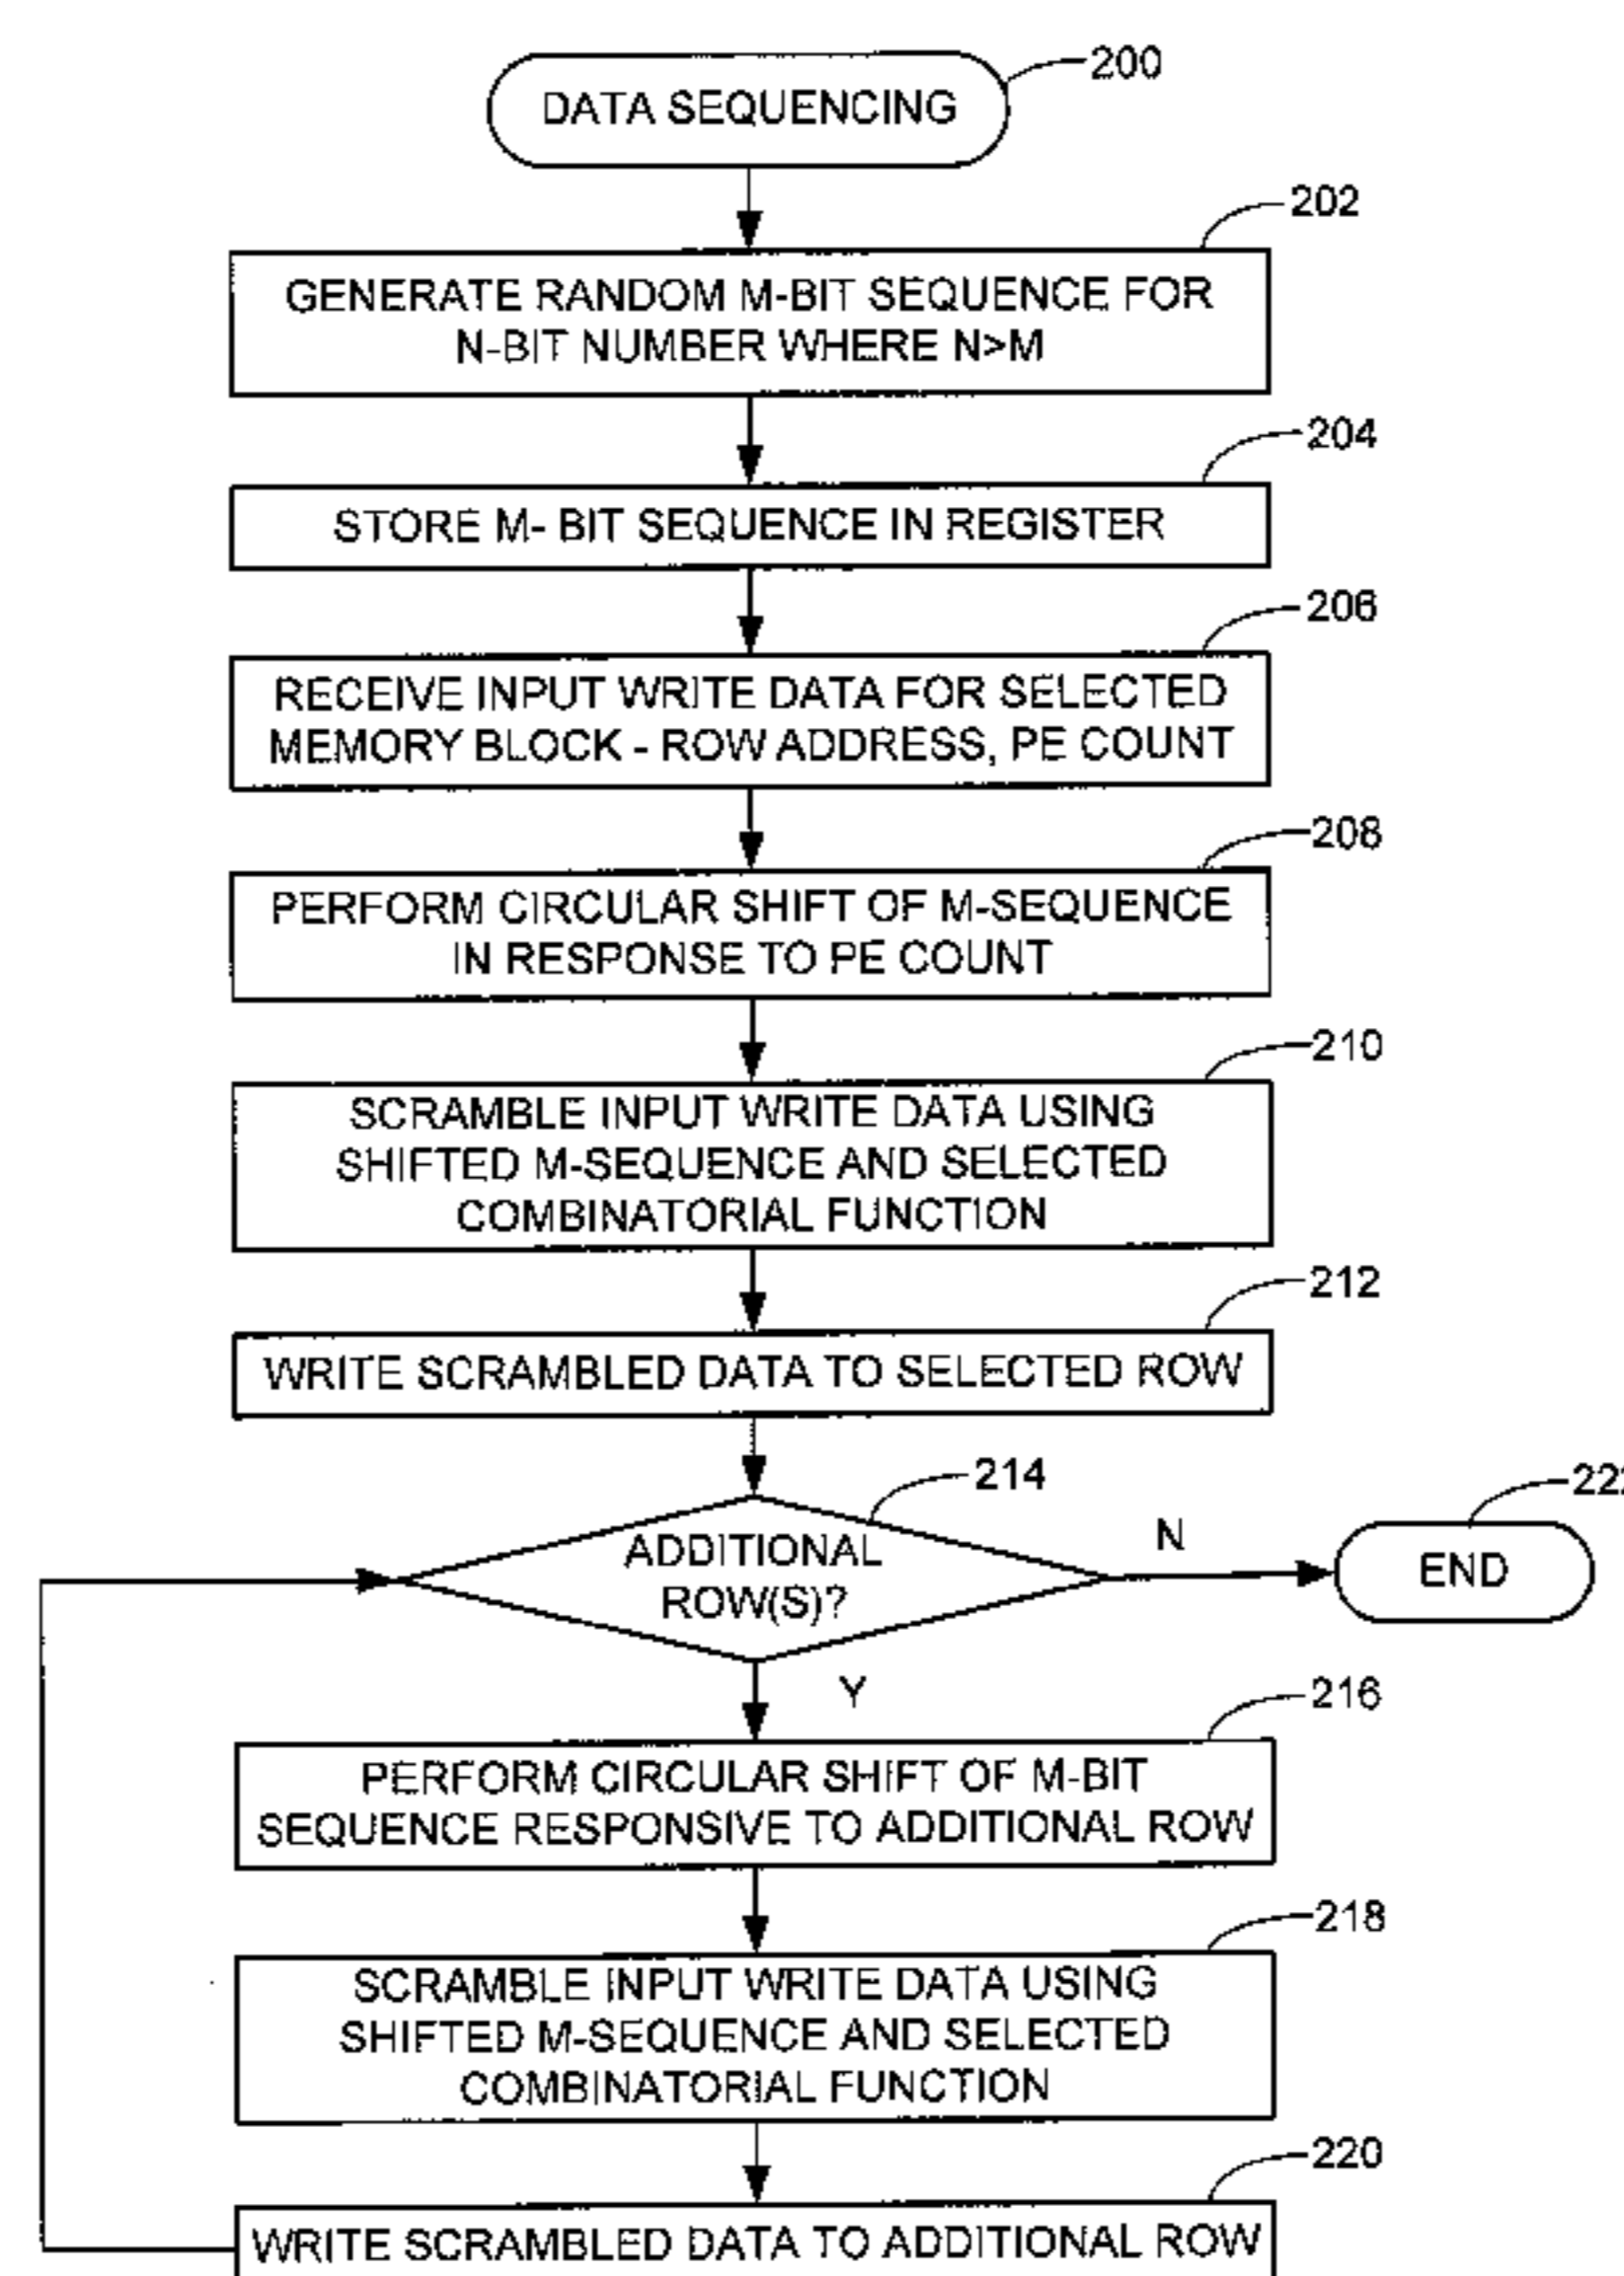 200
DATA SEQUENCING
202
GENERATE RANDOM M-BIT SEQUENCE FOR
N-BIT NUMBER WHERE N>M
204
STORE M- BIT SEQUENCE IN REGISTER
206
RECEIVE INPUT WRITE DATA FOR SELECTED
MEMORY BLOCK - ROW ADDRESS, PE COUNT
208
PERFORM CIRCULAR SHIFT OF M-SEQUENCE
IN RESPONSE TO PE COUNT
210
SCRAMBLE INPUT WRITE DATA USING
SHIFTED M-SEQUENCE AND SELECTED
COMBINATORIAL FUNCTION
212
WRITE SCRAMBLED DATA TO SELECTED ROW
214
ADDITIONAL
ROW(S)?
N
END
Y
216
PERFORM CIRCULAR SHIFT OF M-BIT
SEQUENCE RESPONSIVE TO ADDITIONAL ROW
218
SCRAMBLE INPUT WRITE DATA USING
SHIFTED M-SEQUENCE AND SELECTED
COMBINATORIAL FUNCTION
220
WRITE SCRAMBLED DATA TO ADDITIONAL ROW